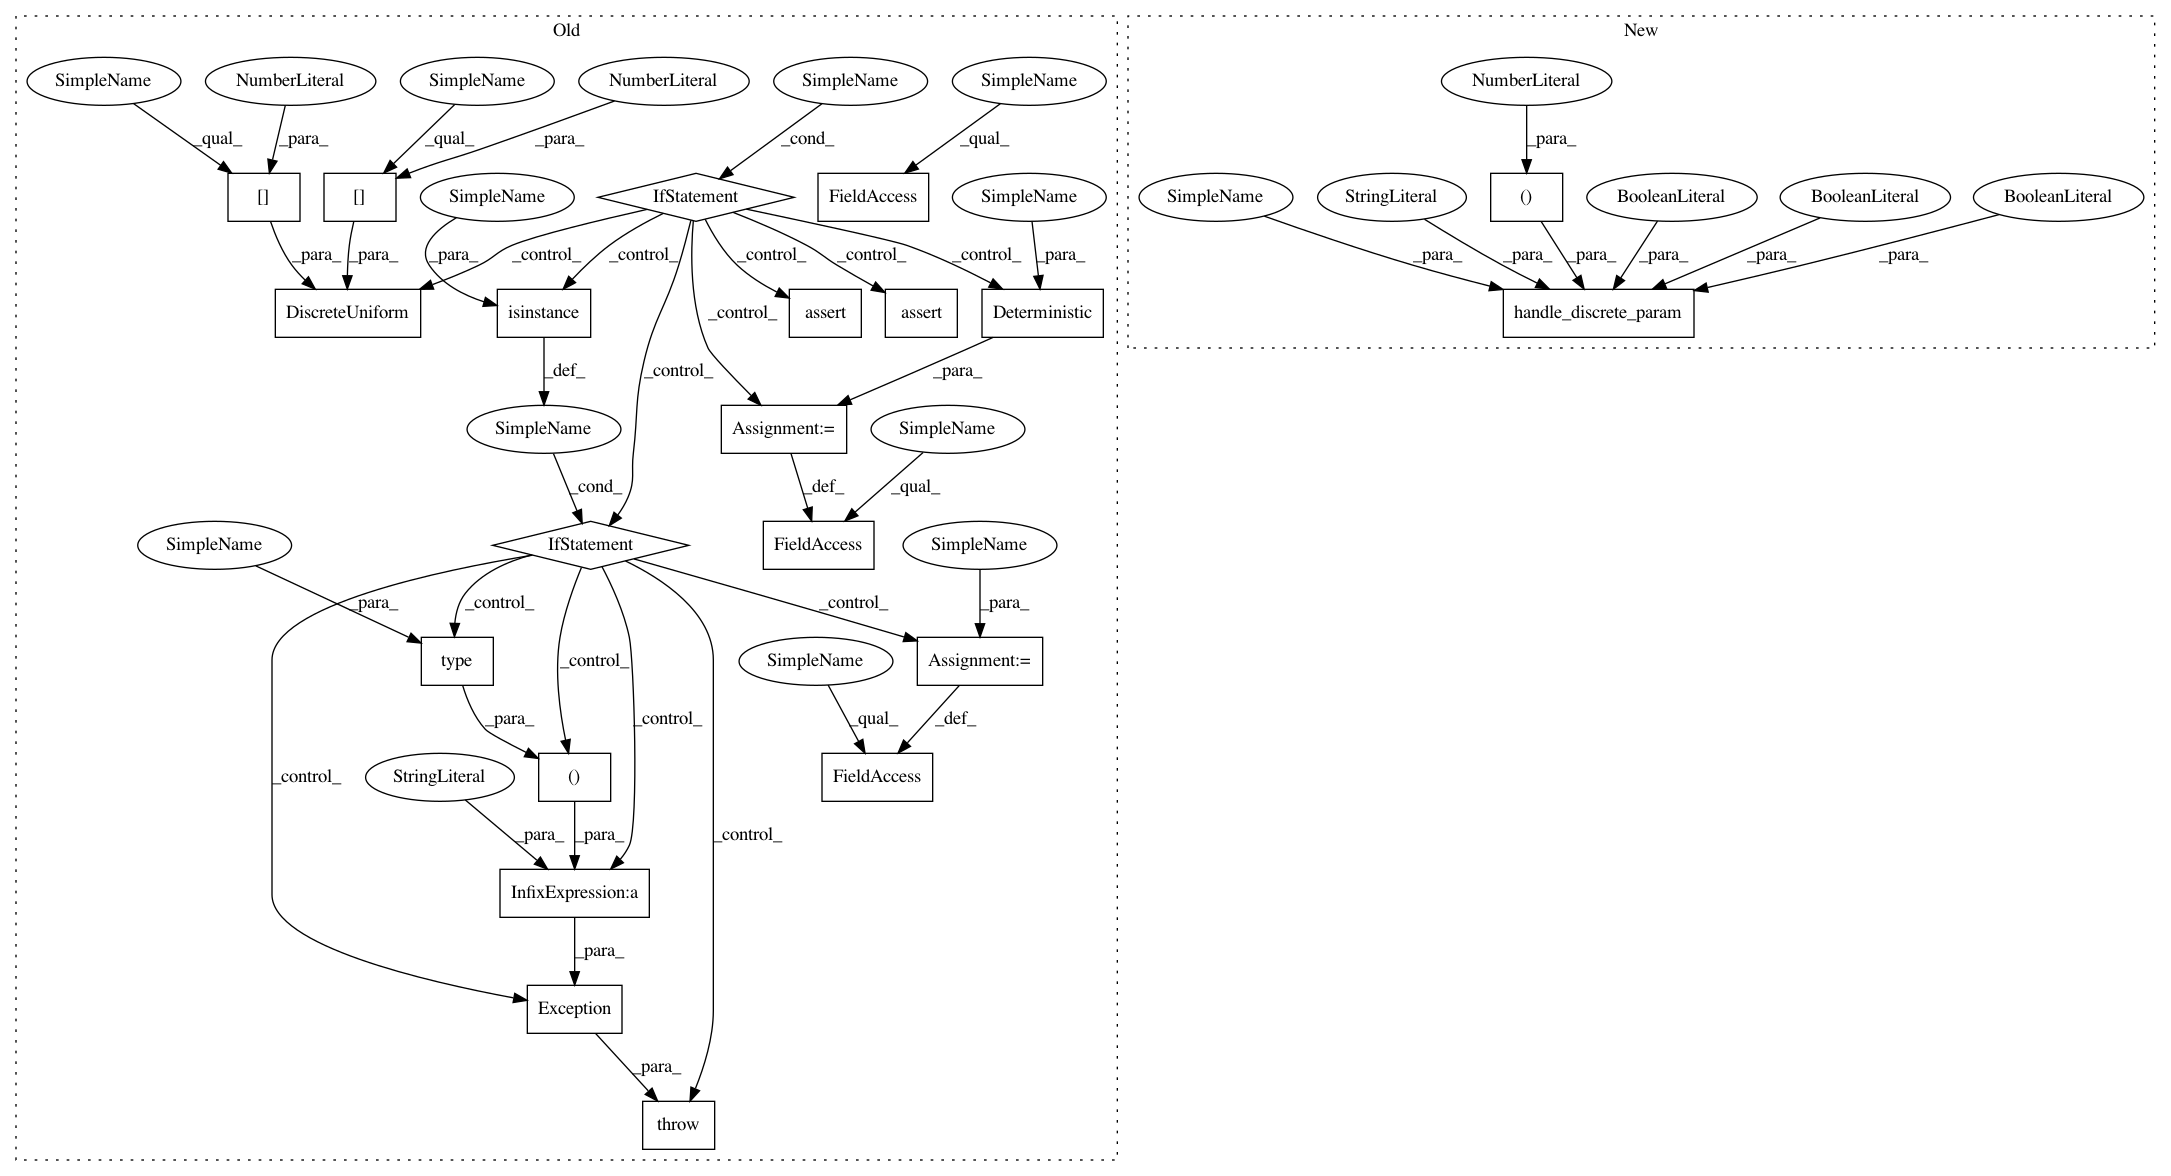 Old
New
SimpleName
NumberLiteral
SimpleName
NumberLiteral
SimpleName
SimpleName
NumberLiteral
_qual_
_para_
_qual_
_para_
_cond_
_qual_
_para_
[]
[]
SimpleName
IfStatement
FieldAccess
SimpleName
SimpleName
StringLiteral
()
BooleanLiteral
BooleanLiteral
BooleanLiteral
_para_
_para_
_control_
_para_
_control_
_control_
_control_
_control_
_para_
_para_
_para_
_para_
_para_
_para_
_para_
DiscreteUniform
isinstance
_control_
assert
assert
Deterministic
handle_discrete_param
_def_
_control_
_para_
SimpleName
Assignment:=
SimpleName
_cond_
_def_
_qual_
SimpleName
IfStatement
FieldAccess
SimpleName
_para_
_control_
_control_
_para_
type
_control_
SimpleName
Assignment:=
_para_
_control_
_qual_
_def_
_control_
StringLiteral
()
FieldAccess
_para_
_para_
_control_
InfixExpression:a
_para_
Exception
_para_
throw